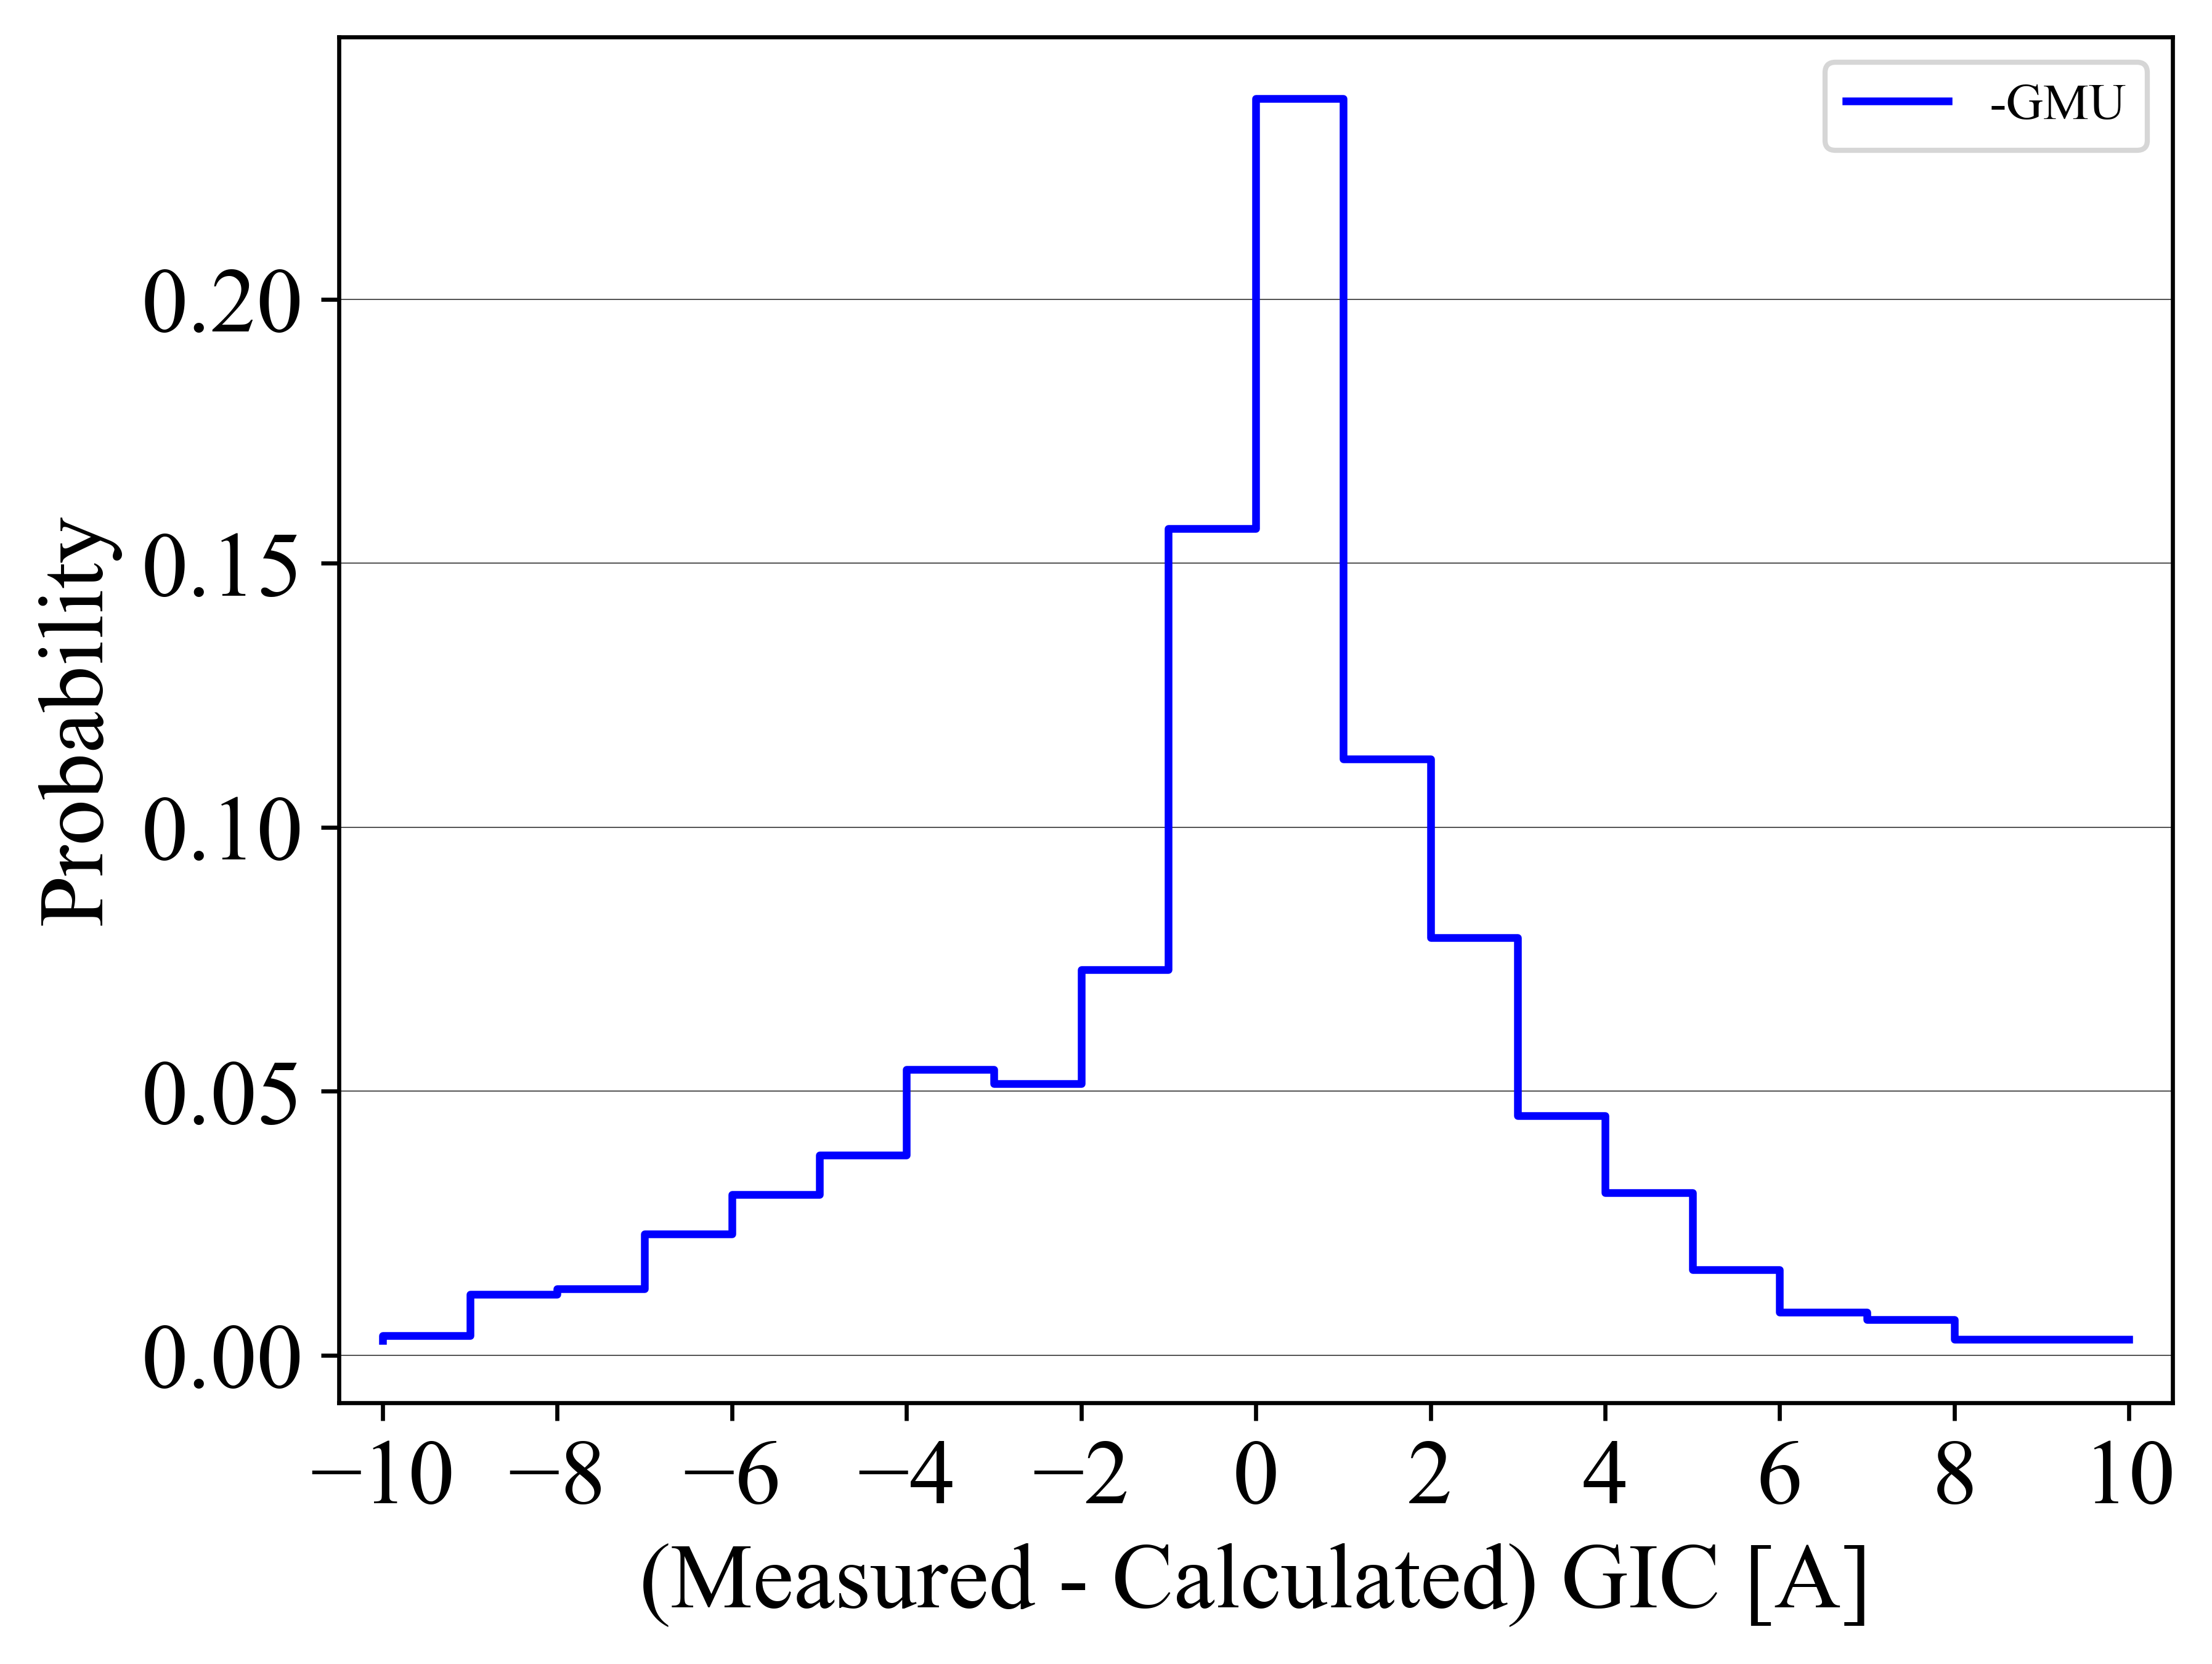 -GMU
0.20
0.15
0.10
0.05
0.00
Probability
−10 −8 −6 −4 −2 0 2 4 6 8 10
(Measured - Calculated) GIC [A]